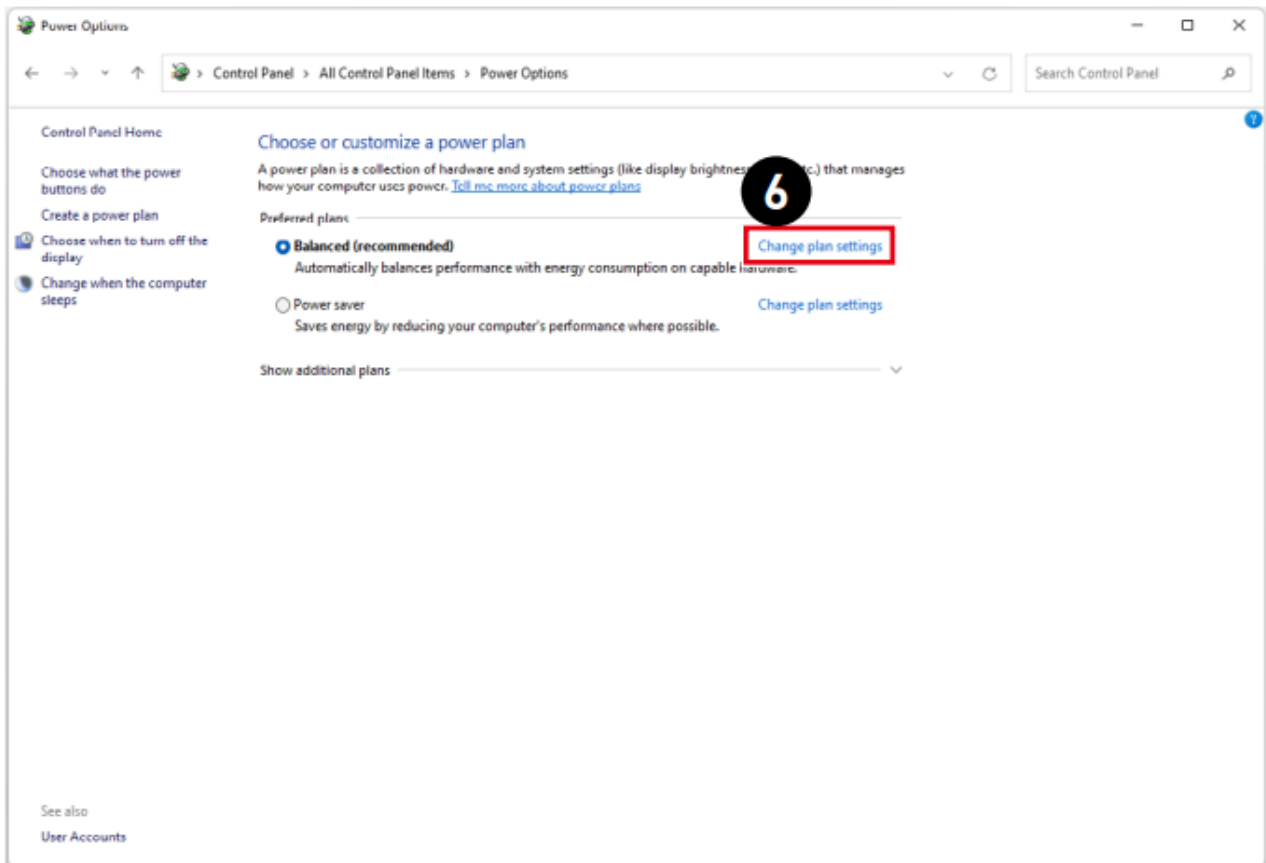 Power Options
Control Panel > All Control Panel Items > Power Options
Search Control Panel
Control Panel Home
Choose what the power
buttons do
Create a power plan
Choose when to turn off the
display
Change when the computer
sleeps
See also
User Accounts
?
Choose or customize a power plan
A power plan is a collection of hardware and system settings (like display brightness c.) that manages
how your computer uses power. Tell me more about power plans
6
Preferred plans
Balanced (recommended)
Change plan settings
Automatically balances performance with energy consumption on capable hardware.
Power saver
Change plan settings
Saves energy by reducing your computer's performance where possible.
Show additional plans